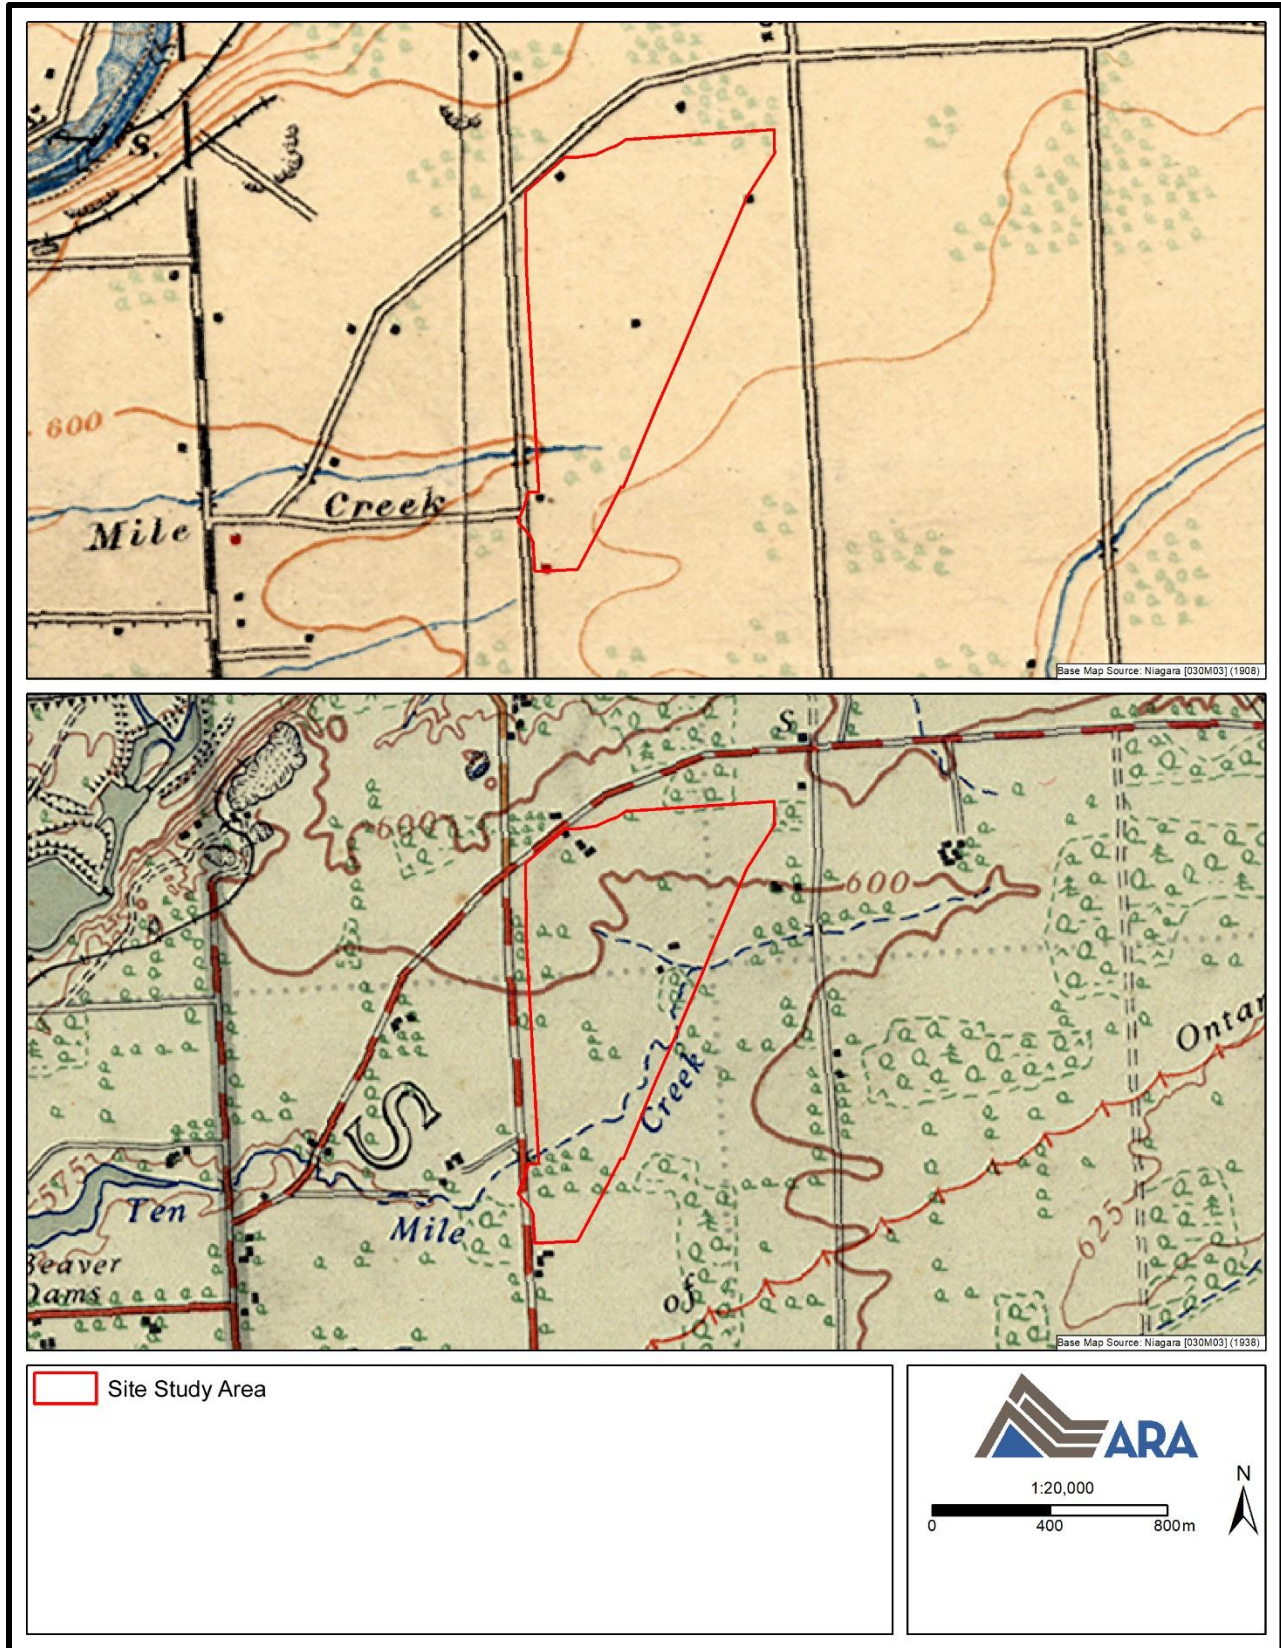 S.
600
Creek
Mile
Base Map Source: Niagara [030M03] (1908)
S
600
600
Ontar
Creek
S
575
Ten
Mile
625
Beaver
Dams
of
Base Map Source: Niagara [030M03] (1938)
Site Study Area
ARA
1:20,000
N
0 400 800m